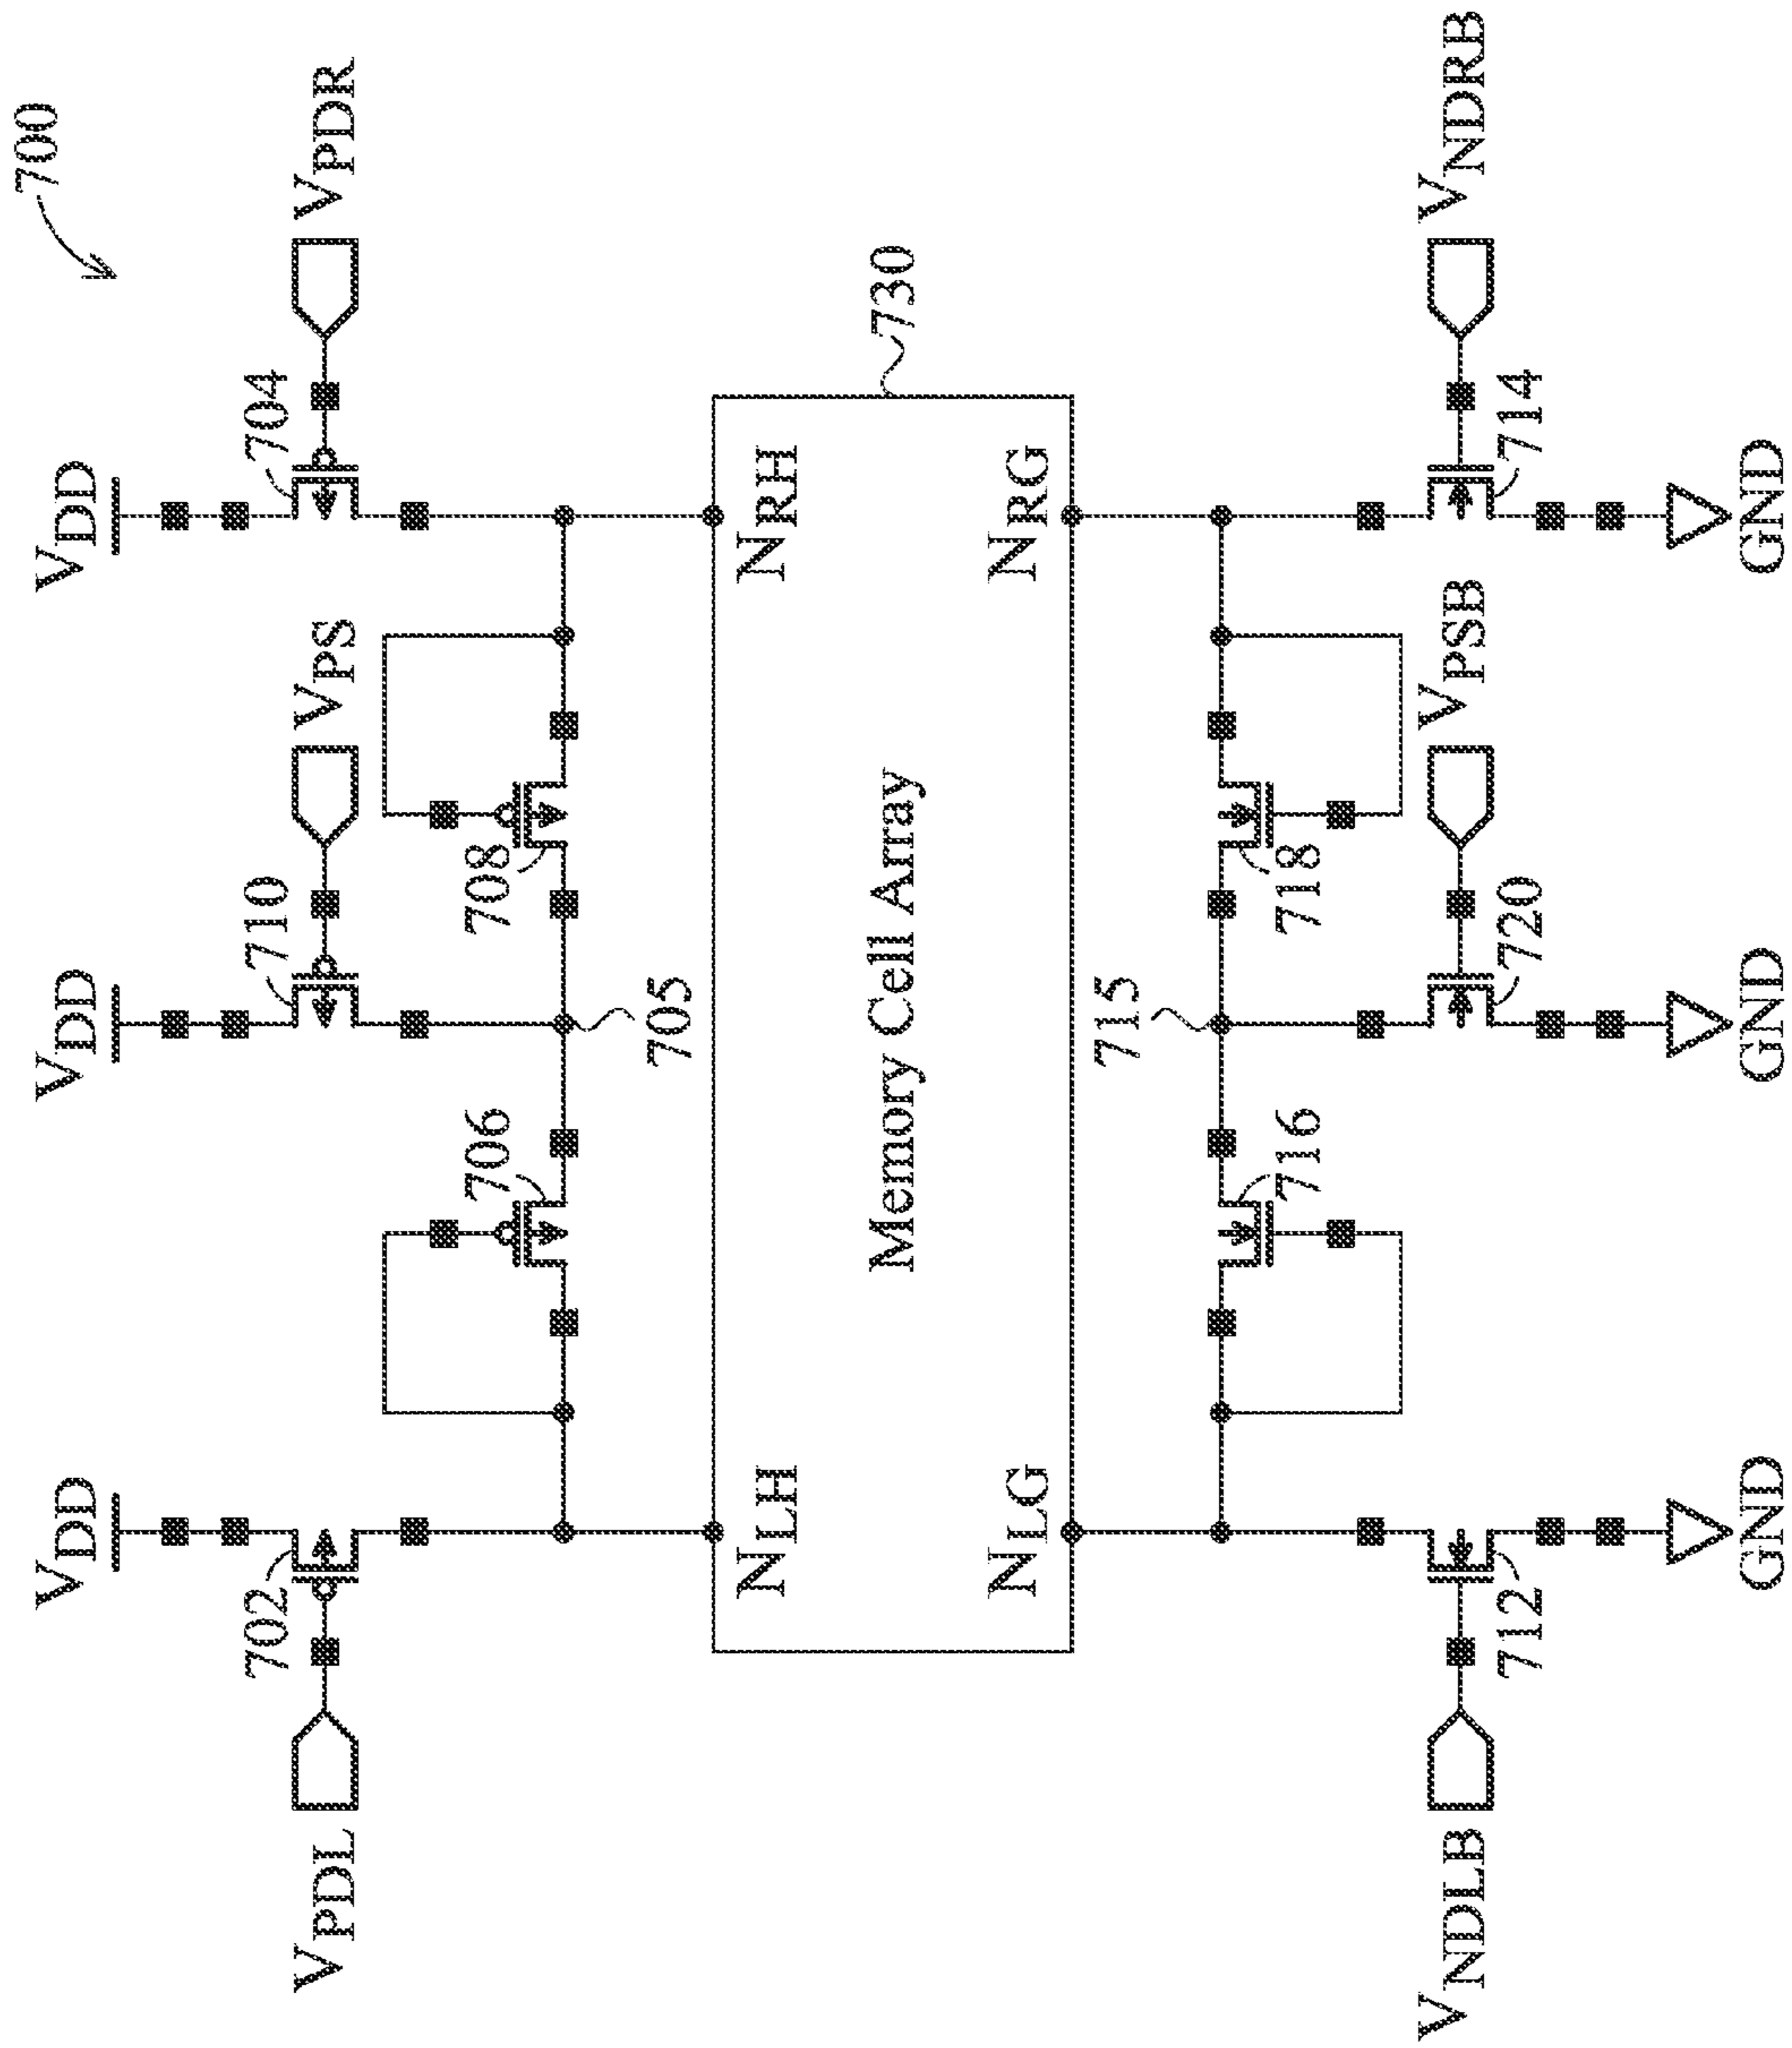 700
VDD
VDD
VDD
702
710
704
VPDL
VPS
VPDR
706
708
705
NLH
NRH
Memory Cell Array
730
NLG
NRG
715
716
718
VNDLB
VPSB
VNDRB
712
720
714
GND
GND
GND